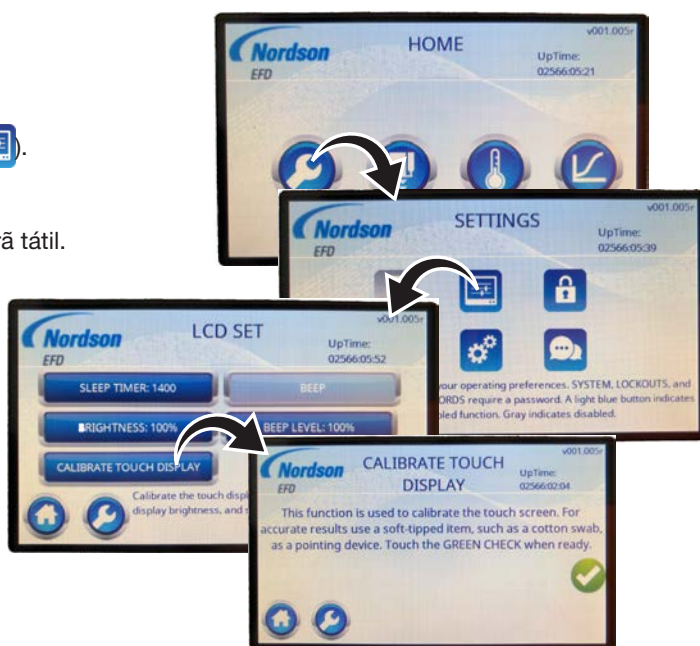 HOME
v001.005r
Nordson
EFD
UpTime:
02566:05:21
).
rã tátil.
SETTINGS
v001.005r
Nordson
EFD
UpTime:
02566:05:39
your operating preferences. SYSTEM, LOCKOUTS, and
ORDS require a password. A light blue button indicates
bled function. Gray indicates disabled.
LCD SET
v001.005r
Nordson
EFD
UpTime:
02566:05:52
SLEEP TIMER: 1400
BEEP
BRIGHTNESS: 100%
BEEP LEVEL: 100%
CALIBRATE TOUCH DISPLAY
Calibrate the touch displ
display brightness, and s
CALIBRATE TOUCH
DISPLAY
v001.005r
Nordson
EFD
UpTime:
02566:02:04
This function is used to calibrate the touch screen. For
accurate results use a soft-tipped item, such as a cotton swab,
as a pointing device. Touch the GREEN CHECK when ready.